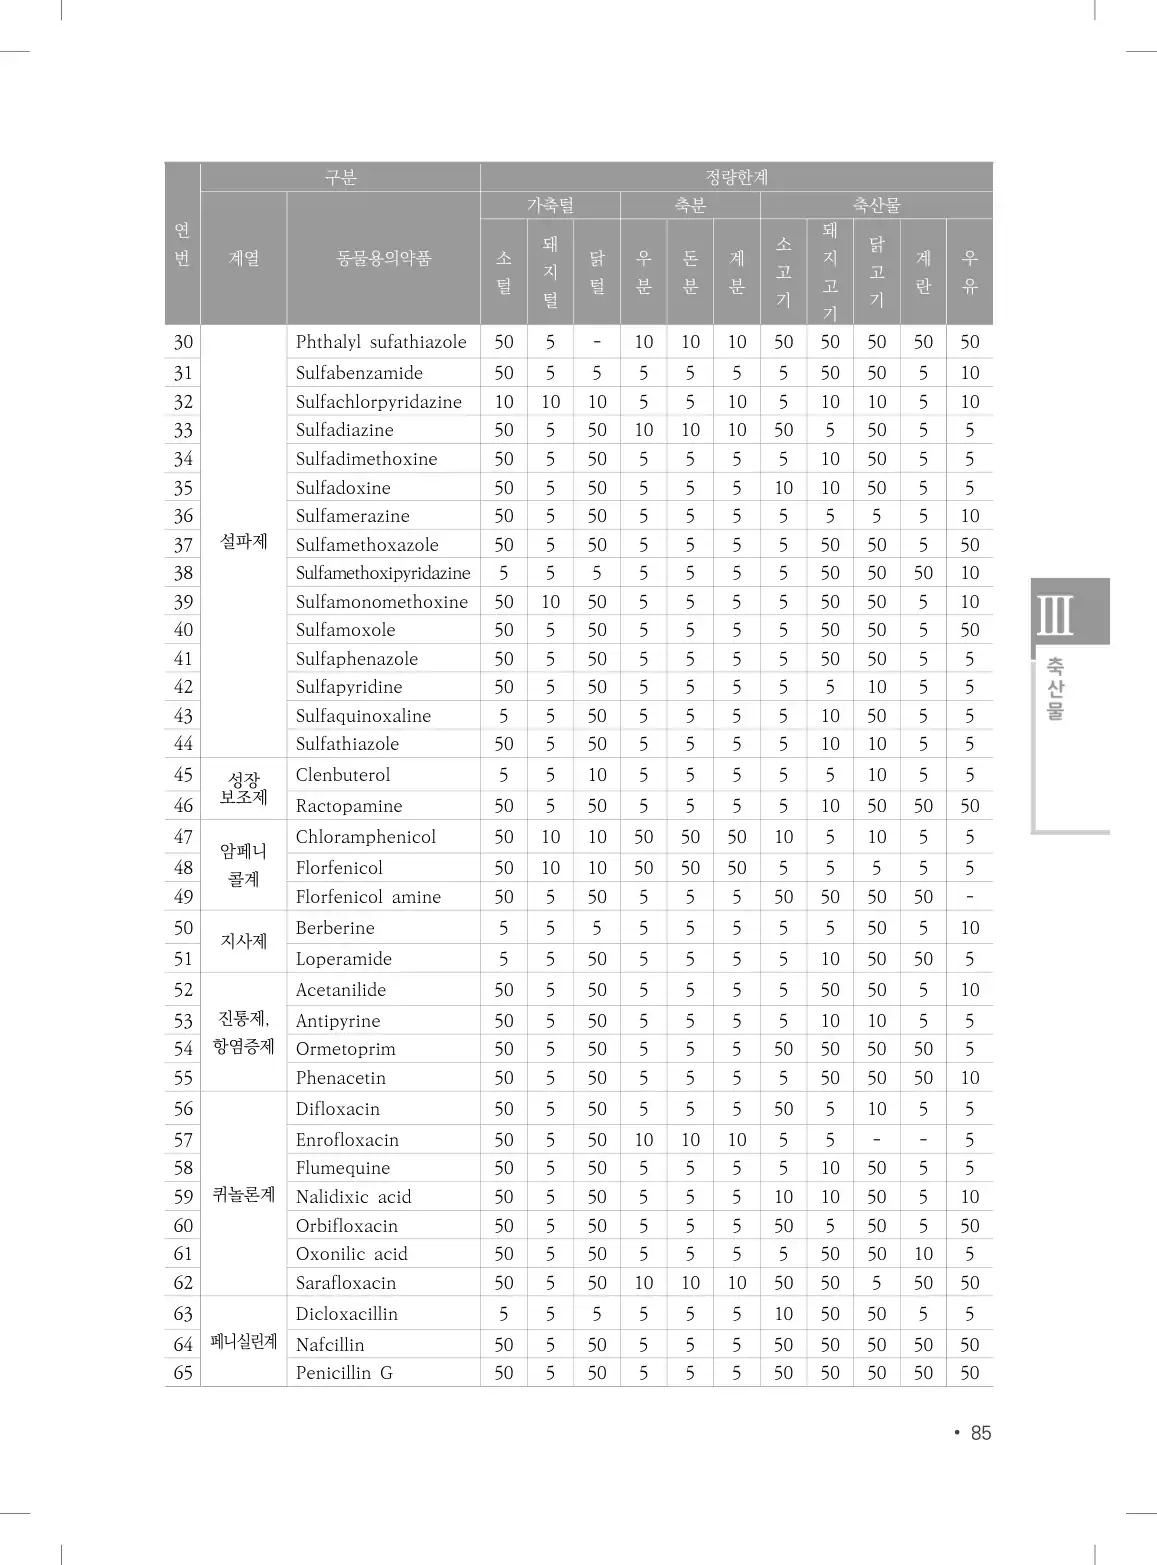 구분 정량한계
연번 계열 동물용의약품 가축털 축분 축산물
소털 돼지털 닭털 우분 돈분 계분 소고기 돼지고기 닭고기 계란 우유
30 설파제 Phthalyl sufathiazole 50 5 - 10 10 10 50 50 50 50 50
31 Sulfabenzamide 50 5 5 5 5 5 5 50 50 5 10
32 Sulfachlorpyridazine 10 10 10 5 5 10 5 10 10 5 10
33 Sulfadiazine 50 5 50 10 10 10 50 5 50 5 5
34 Sulfadimethoxine 50 5 50 5 5 5 5 10 50 5 5
35 Sulfadoxine 50 5 50 5 5 5 10 10 50 5 5
36 Sulfamerazine 50 5 50 5 5 5 5 5 5 5 10
37 Sulfamethoxazole 50 5 50 5 5 5 5 50 50 5 50
38 Sulfamethoxipyridazine 5 5 5 5 5 5 5 50 50 50 10
39 Sulfamonomethoxine 50 10 50 5 5 5 5 50 50 5 10
40 Sulfamoxole 50 5 50 5 5 5 5 50 50 5 50
41 Sulfaphenazole 50 5 50 5 5 5 5 50 50 5 5
42 Sulfapyridine 50 5 50 5 5 5 5 5 10 5 5
43 Sulfaquinoxaline 5 5 50 5 5 5 5 10 50 5 5
44 Sulfathiazole 50 5 50 5 5 5 5 10 10 5 5
45 성장보조제 Clenbuterol 5 5 10 5 5 5 5 5 10 5 5
46 Ractopamine 50 5 50 5 5 5 5 10 50 50 50
47 암페니콜계 Chloramphenicol 50 10 10 50 50 50 10 5 10 5 5
48 Florfenicol 50 10 10 50 50 50 5 5 5 5 5
49 Florfenicol amine 50 5 50 5 5 5 50 50 50 50 -
50 지사제 Berberine 5 5 5 5 5 5 5 5 50 5 10
51 Loperamide 5 5 50 5 5 5 5 10 50 50 5
52 진통제, 항염증제 Acetanilide 50 5 50 5 5 5 5 50 50 5 10
53 Antipyrine 50 5 50 5 5 5 5 10 10 5 5
54 Ormetoprim 50 5 50 5 5 5 50 50 50 50 5
55 Phenacetin 50 5 50 5 5 5 5 50 50 50 10
56 퀴놀론계 Difloxacin 50 5 50 5 5 5 50 5 10 5 5
57 Enrofloxacin 50 5 50 10 10 10 5 5 - - 5
58 Flumequine 50 5 50 5 5 5 5 10 50 5 5
59 Nalidixic acid 50 5 50 5 5 5 10 10 50 5 10
60 Orbifloxacin 50 5 50 5 5 5 50 5 50 5 50
61 Oxonilic acid 50 5 50 5 5 5 5 50 50 10 5
62 Sarafloxacin 50 5 50 10 10 10 50 50 5 50 50
63 페니실린계 Dicloxacillin 5 5 5 5 5 5 10 50 50 5 5
64 Nafcillin 50 5 50 5 5 5 50 50 50 50 50
65 Penicillin G 50 5 50 5 5 5 50 50 50 50 50
Ⅲ
축산물
• 85